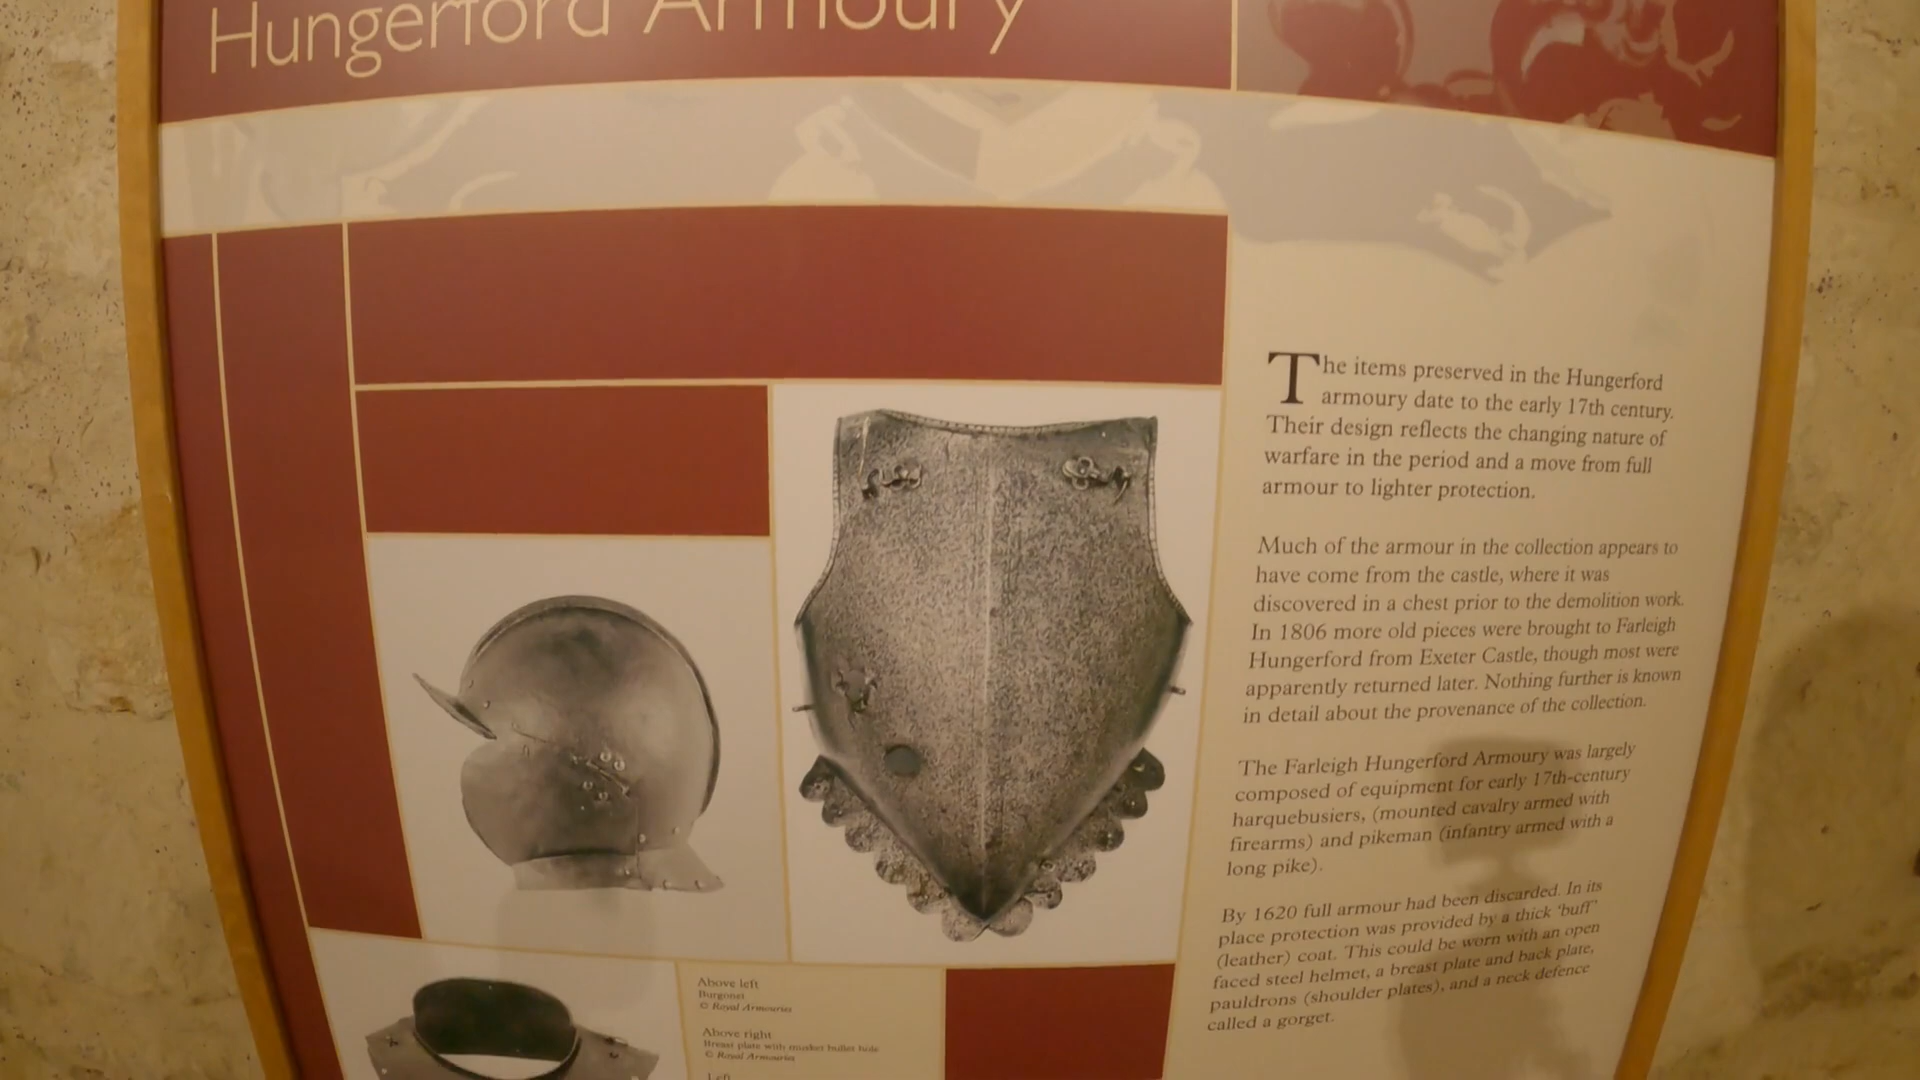 Hungerford Armoury
The items preserved in the Hungerford
armoury date to the early 17th century.
Their design reflects the changing nature of
warfare in the period and a move from full
armour to lighter protection.
Much of the armour in the collection appears to
have come from the castle, where it was
discovered in a chest prior to the demolition work.
In 1806 more old pieces were brought to Farleigh
Hungerford from Exeter Castle, though most were
apparently returned later. Nothing further is known
in detail about the provenance of the collection.
The Farleigh Hungerford Armoury was largely
composed of equipment for early 17th-century
harquebusiers, (mounted cavalry armed with
firearms) and pikeman (infantry armed with a
long pike).
By 1620 full armour had been discarded. In its
place protection was provided by a thick 'buff'
(leather) coat. This could be worn with an open
faced steel helmet, a breast plate and back plate,
pauldrons (shoulder plates), and a neck defence
called a gorget.
Above left
Burgonet
© Royal Armouries
Above right
Breast plate with musket bullet hole
© Royal Armouries
Left